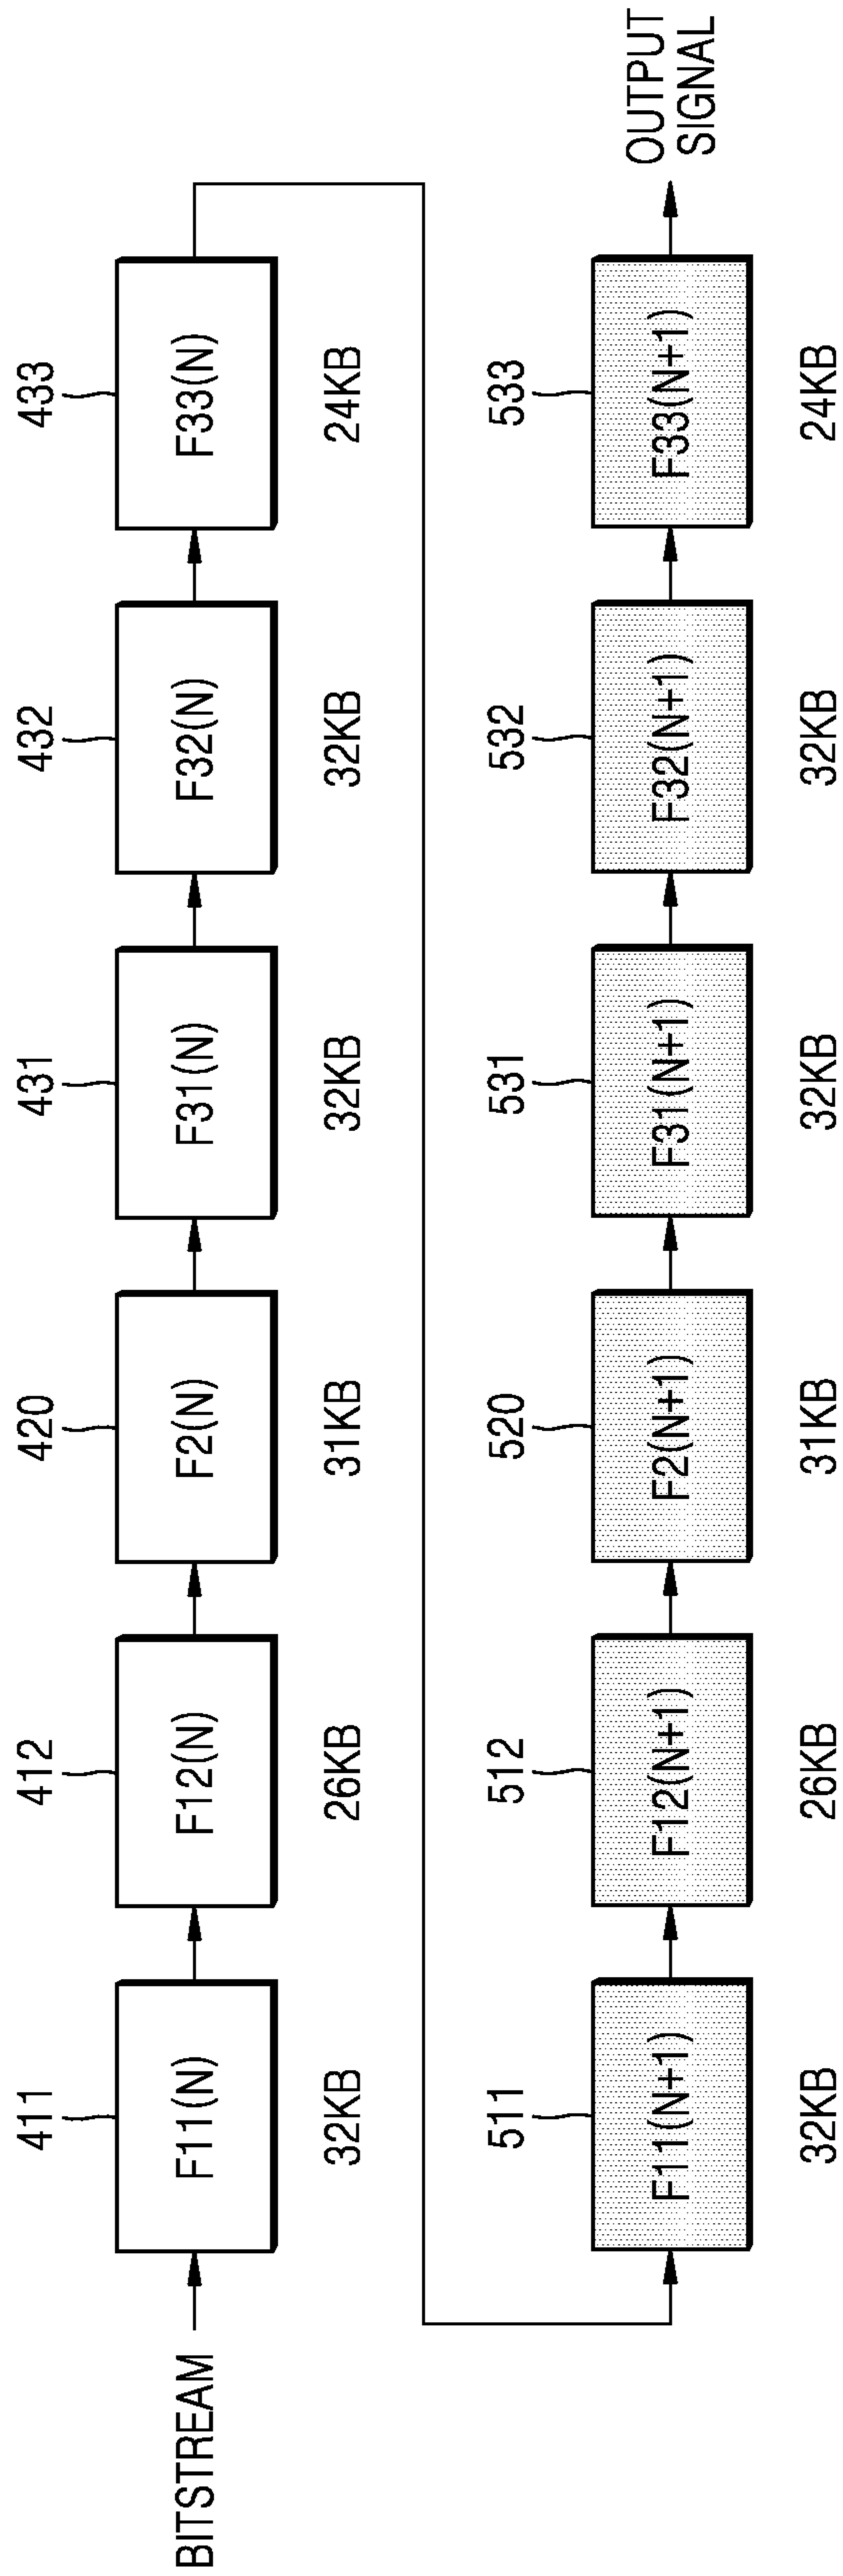 411
412
420
431
432
433
BITSTREAM
F11(N)
F12(N)
F2(N)
F31(N)
F32(N)
F33(N)
32KB
26KB
31KB
32KB
32KB
24KB
511
512
520
531
532
533
OUTPUT
SIGNAL
F11(N+1)
F12(N+1)
F2(N+1)
F31(N+1)
F32(N+1)
F33(N+1)
32KB
26KB
31KB
32KB
32KB
24KB